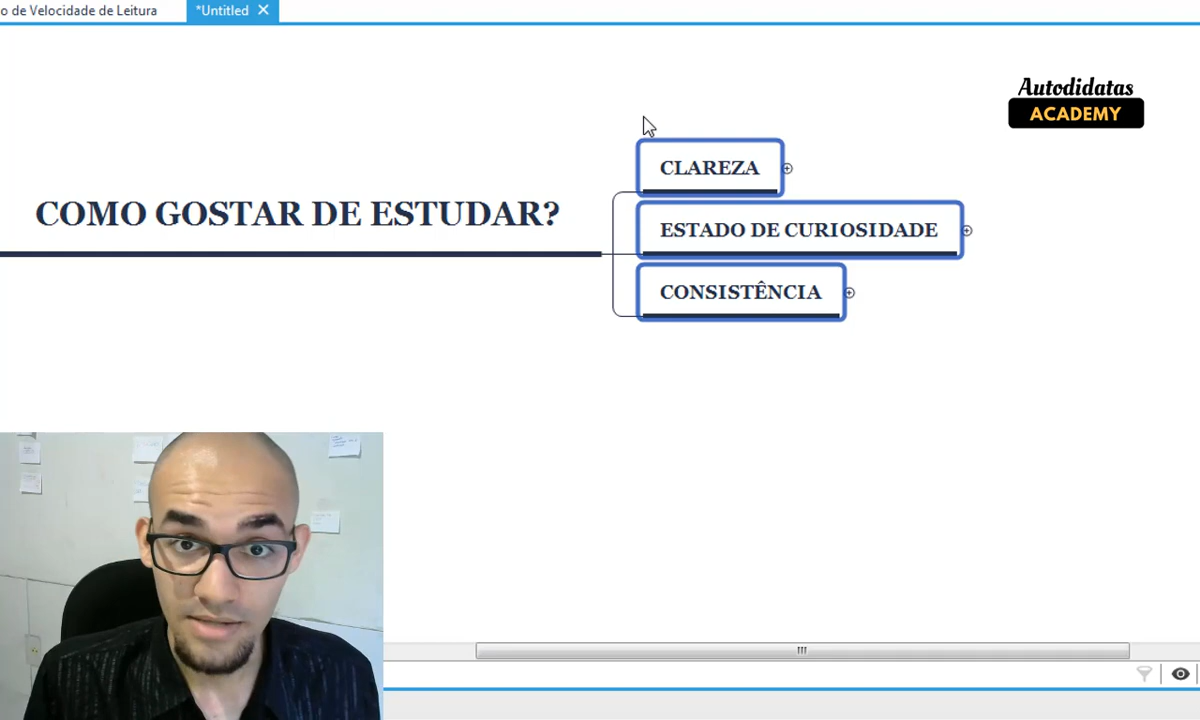 o de Velocidade de Leitura
*Untitled
Autodidatas
ACADEMY
CLAREZA
COMO GOSTAR DE ESTUDAR?
ESTADO DE CURIOSIDADE
CONSISTÊNCIA